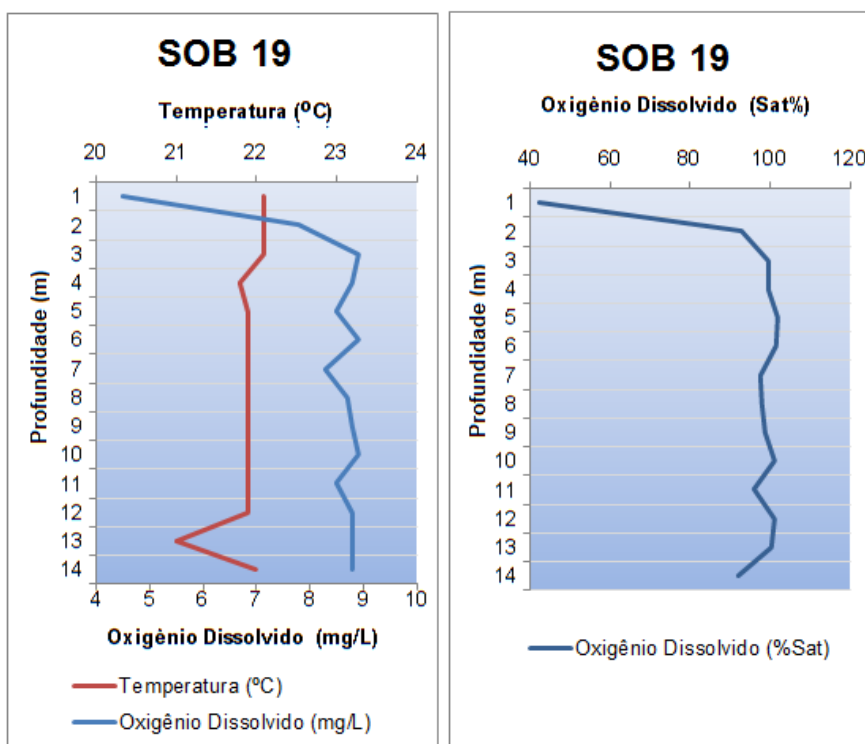 SOB 19
Temperatura (ºC)
20 21 22 23 24
Profundidade (m)
1
2
3
4
5
6
7
8
9
10
11
12
13
14
4 5 6 7 8 9 10
Oxigênio Dissolvido (mg/L)
Temperatura (ºC)
Oxigênio Dissolvido (mg/L)
SOB 19
Oxigênio Dissolvido (Sat%)
40 60 80 100 120
Profundidade (m)
1
2
3
4
5
6
7
8
9
10
11
12
13
14
Oxigênio Dissolvido (%Sat)